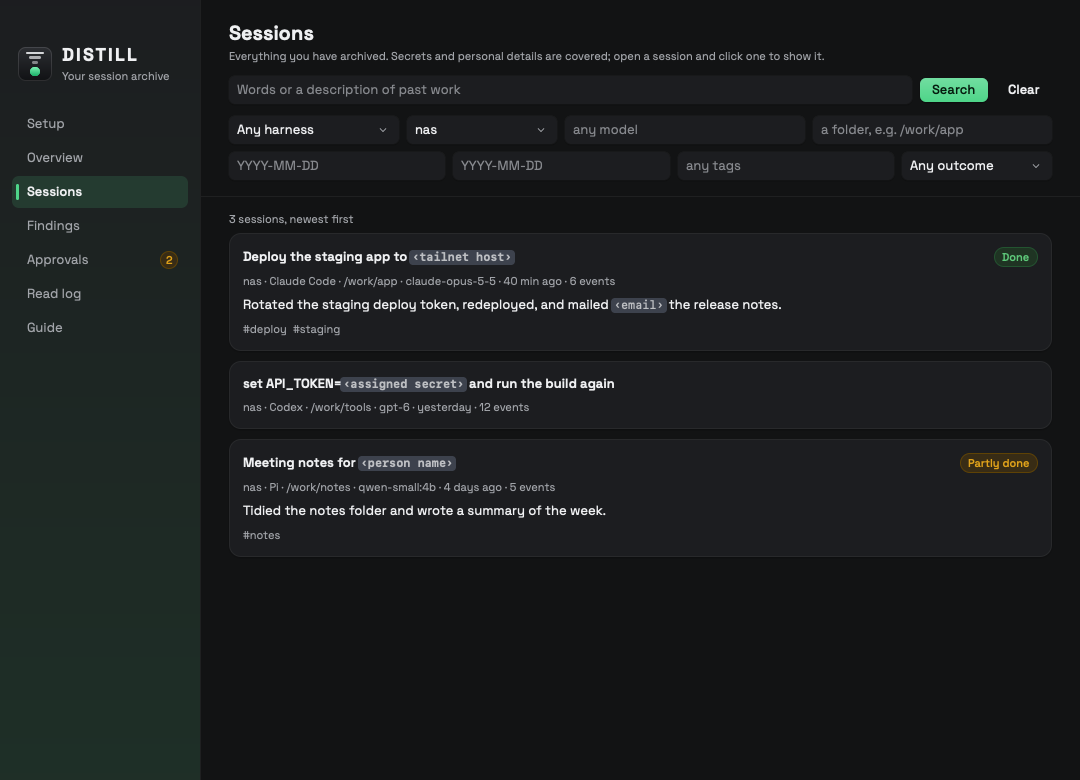 DISTILL
Your session archive
Setup
Overview
Sessions
Findings
Approvals 2
Read log
Guide
Sessions
Everything you have archived. Secrets and personal details are covered; open a session and click one to show it.
Words or a description of past work Search Clear
Any harness nas any model a folder, e.g. /work/app
YYYY-MM-DD YYYY-MM-DD any tags Any outcome
3 sessions, newest first
Deploy the staging app to ‹tailnet host› Done
nas · Claude Code · /work/app · claude-opus-5-5 · 40 min ago · 6 events
Rotated the staging deploy token, redeployed, and mailed ‹email› the release notes.
#deploy #staging
set API_TOKEN=‹assigned secret› and run the build again
nas · Codex · /work/tools · gpt-6 · yesterday · 12 events
Meeting notes for ‹person name› Partly done
nas · Pi · /work/notes · qwen-small:4b · 4 days ago · 5 events
Tidied the notes folder and wrote a summary of the week.
#notes